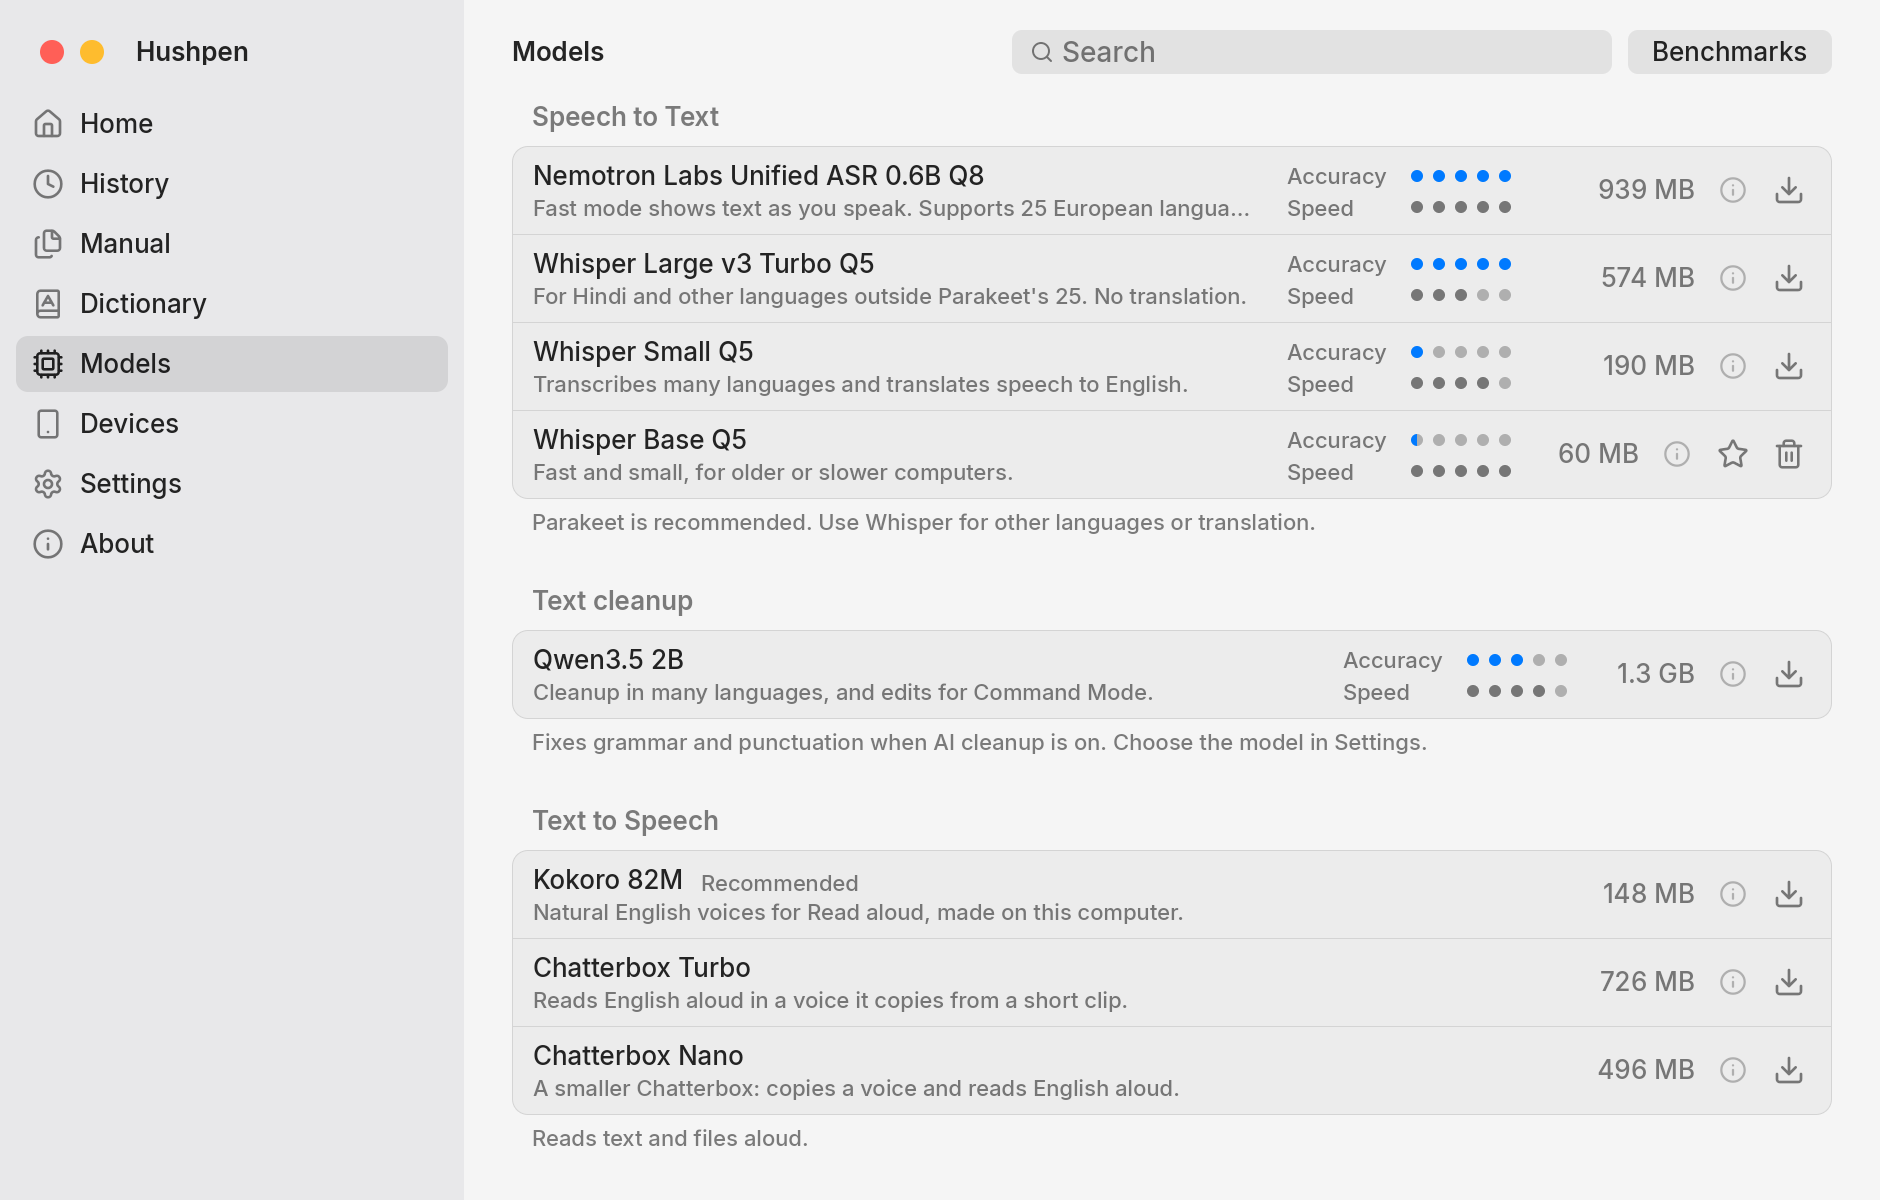 Hushpen
Home
History
Manual
Dictionary
Models
Devices
Settings
About
Models
Search
Benchmarks
Speech to Text
Nemotron Labs Unified ASR 0.6B Q8
Fast mode shows text as you speak. Supports 25 European langua...
Accuracy
Speed
939 MB
Whisper Large v3 Turbo Q5
For Hindi and other languages outside Parakeet's 25. No translation.
Accuracy
Speed
574 MB
Whisper Small Q5
Transcribes many languages and translates speech to English.
Accuracy
Speed
190 MB
Whisper Base Q5
Fast and small, for older or slower computers.
Accuracy
Speed
60 MB
Parakeet is recommended. Use Whisper for other languages or translation.
Text cleanup
Qwen3.5 2B
Cleanup in many languages, and edits for Command Mode.
Accuracy
Speed
1.3 GB
Fixes grammar and punctuation when AI cleanup is on. Choose the model in Settings.
Text to Speech
Kokoro 82M Recommended
Natural English voices for Read aloud, made on this computer.
148 MB
Chatterbox Turbo
Reads English aloud in a voice it copies from a short clip.
726 MB
Chatterbox Nano
A smaller Chatterbox: copies a voice and reads English aloud.
496 MB
Reads text and files aloud.